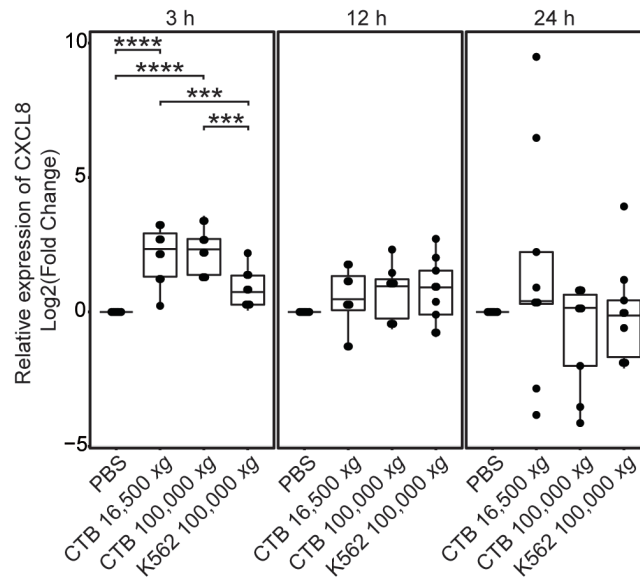 3 h 12 h 24 h
Relative expression of CXCL8
Log2(Fold Change)
10
5
0
−5
****
****
***
***
PBS
CTB 16,500 xg
CTB 100,000 xg
K562 100,000 xg
PBS
CTB 16,500 xg
CTB 100,000 xg
K562 100,000 xg
PBS
CTB 16,500 xg
CTB 100,000 xg
K562 100,000 xg